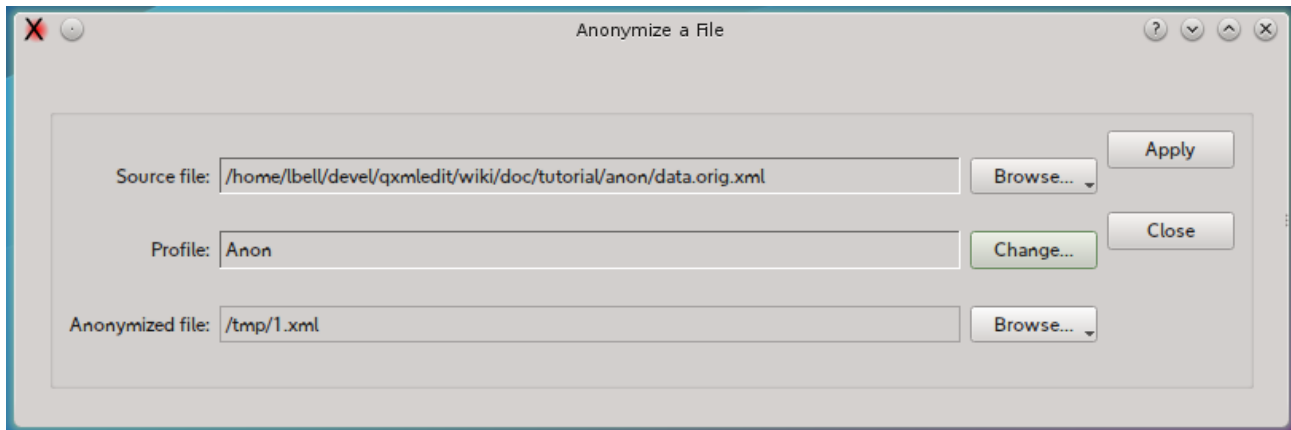 Anonymize a File
Source file: /home/lbell/devel/qxmledit/wiki/doc/tutorial/anon/data.orig.xml Browse... Apply
Profile: Anon Change... Close
Anonymized file: /tmp/1.xml Browse...